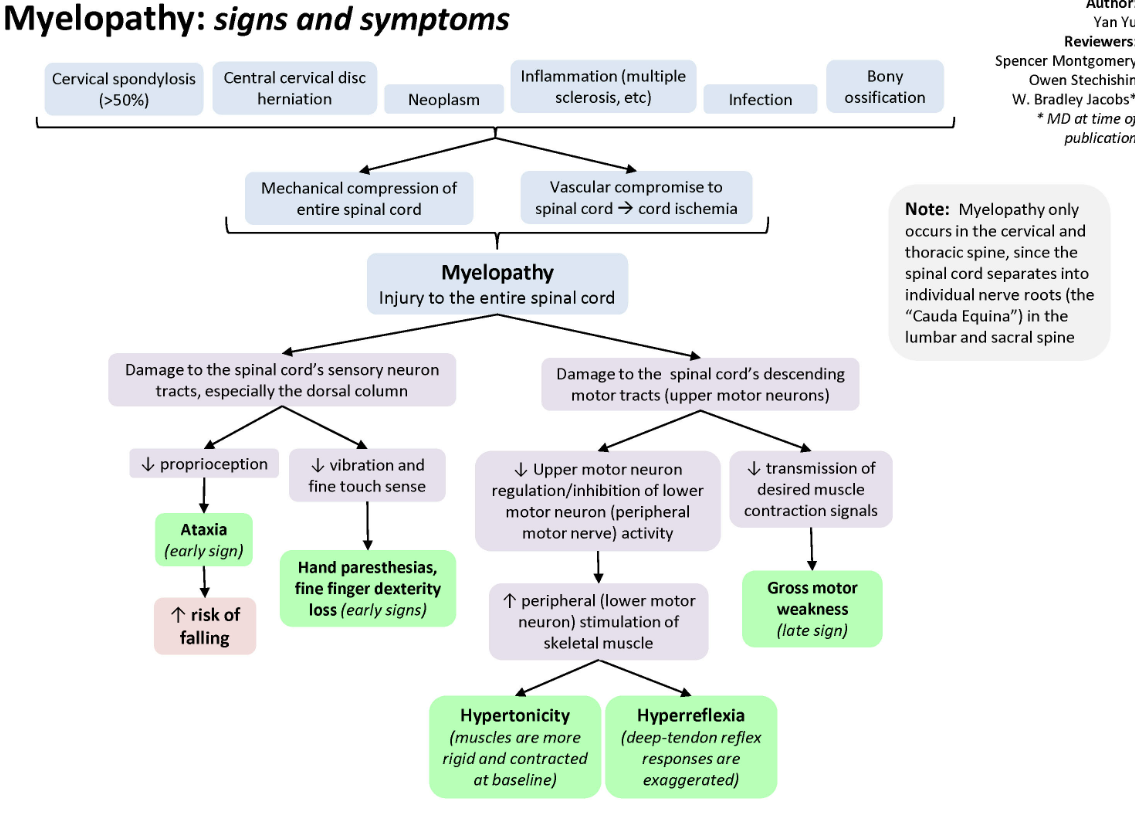 Myelopathy: signs and symptoms
Author:
Yan Yu
Reviewers:
Spencer Montgomery
Owen Stechishin
W. Bradley Jacobs*
* MD at time of
publication
Cervical spondylosis
(>50%)
Central cervical disc
herniation
Neoplasm
Inflammation (multiple
sclerosis, etc)
Infection
Bony
ossification
Mechanical compression of
entire spinal cord
Vascular compromise to
spinal cord → cord ischemia
Note: Myelopathy only
occurs in the cervical and
thoracic spine, since the
spinal cord separates into
individual nerve roots (the
“Cauda Equina”) in the
lumbar and sacral spine
Myelopathy
Injury to the entire spinal cord
Damage to the spinal cord’s sensory neuron
tracts, especially the dorsal column
Damage to the spinal cord’s descending
motor tracts (upper motor neurons)
↓ proprioception
↓ vibration and
fine touch sense
↓ Upper motor neuron
regulation/inhibition of lower
motor neuron (peripheral
motor nerve) activity
↓ transmission of
desired muscle
contraction signals
Ataxia
(early sign)
Hand paresthesias,
fine finger dexterity
loss (early signs)
↑ risk of
falling
↑ peripheral (lower motor
neuron) stimulation of
skeletal muscle
Gross motor
weakness
(late sign)
Hypertonicity
(muscles are more
rigid and contracted
at baseline)
Hyperreflexia
(deep-tendon reflex
responses are
exaggerated)